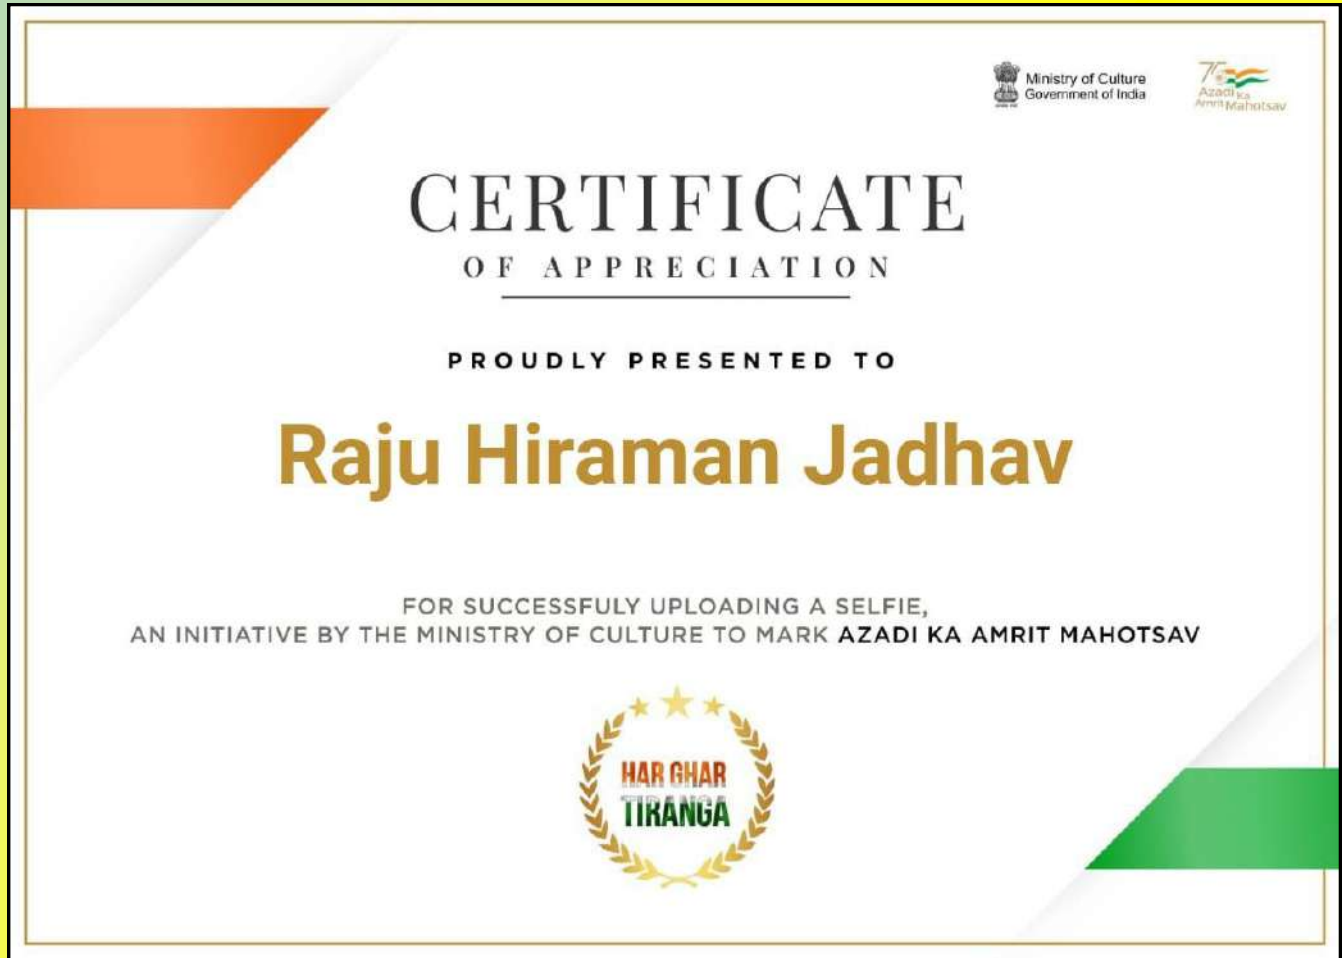 Ministry of Culture
Government of India
75
Azadi Ka
Amrit Mahotsav
CERTIFICATE
OF APPRECIATION
PROUDLY PRESENTED TO
Raju Hiraman Jadhav
FOR SUCCESSFULY UPLOADING A SELFIE,
AN INITIATIVE BY THE MINISTRY OF CULTURE TO MARK AZADI KA AMRIT MAHOTSAV
HAR GHAR
TIRANGA